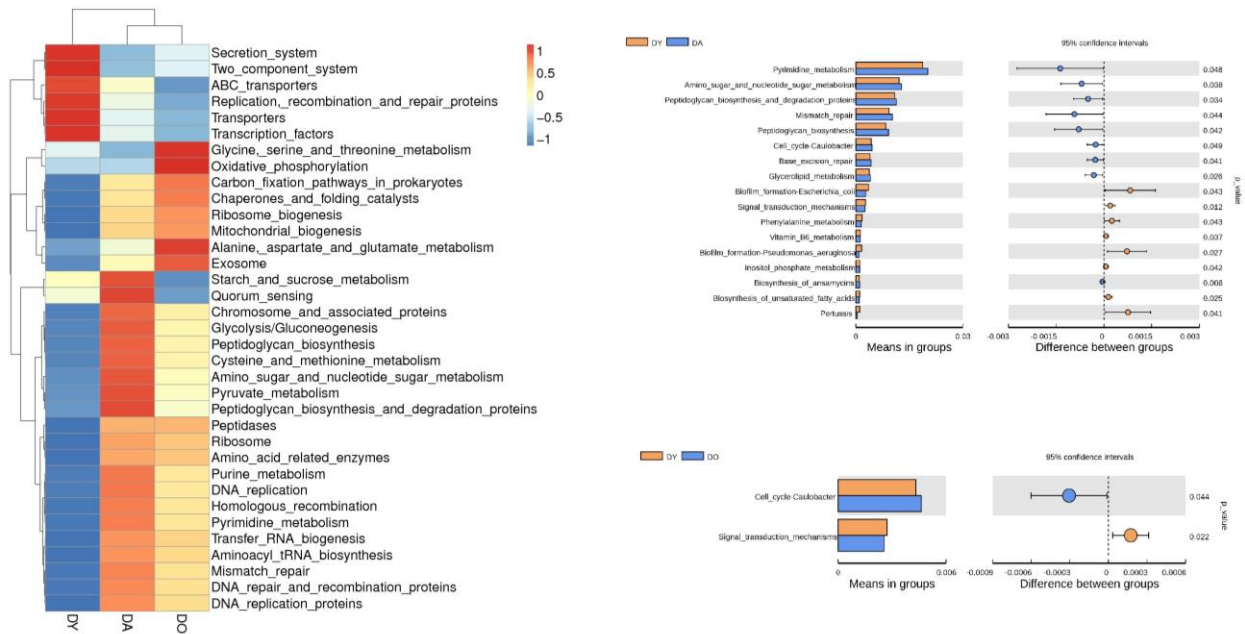 Secretion_system
Two_component_system
ABC_transporters
Replication,_recombination_and_repair_proteins
Transporters
Transcription_factors
Glycine,_serine_and_threonine_metabolism
Oxidative_phosphorylation
Carbon_fixation_pathways_in_prokaryotes
Chaperones_and_folding_catalysts
Ribosome_biogenesis
Mitochondrial_biogenesis
Alanine,_aspartate_and_glutamate_metabolism
Exosome
Starch_and_sucrose_metabolism
Quorum_sensing
Chromosome_and_associated_proteins
Glycolysis/Gluconeogenesis
Peptidoglycan_biosynthesis
Cysteine_and_methionine_metabolism
Amino_sugar_and_nucleotide_sugar_metabolism
Pyruvate_metabolism
Peptidoglycan_biosynthesis_and_degradation_proteins
Peptidases
Ribosome
Amino_acid_related_enzymes
Purine_metabolism
DNA_replication
Homologous_recombination
Pyrimidine_metabolism
Transfer_RNA_biogenesis
Aminoacyl_tRNA_biosynthesis
Mismatch_repair
DNA_repair_and_recombination_proteins
DNA_replication_proteins
DY DA DO
1
0.5
0
-0.5
-1
DY DA
95% confidence intervals
Pyrimidine_metabolism 0.048
Amino_sugar_and_nucleotide_sugar_metabolism 0.038
Peptidoglycan_biosynthesis_and_degradation_proteins 0.034
Mismatch_repair 0.044
Peptidoglycan_biosynthesis 0.042
Cell_cycle-Caulobacter 0.049
Base_excision_repair 0.041
Glycerolipid_metabolism 0.026
Biofilm_formation-Escherichia_coli 0.043
Signal_transduction_mechanisms 0.012
Phenylalanine_metabolism 0.043
Vitamin_B6_metabolism 0.037
Biofilm_formation-Pseudomonas_aeruginosa 0.027
Inositol_phosphate_metabolism 0.042
Biosynthesis_of_ansamycins 0.006
Biosynthesis_of_unsaturated_fatty_acids 0.025
Pertussis 0.041
p_value
0 0.03 -0.003 -0.0015 0 0.0015 0.003
Means in groups Difference between groups
DY DO
95% confidence intervals
Cell_cycle-Caulobacter 0.044
Signal_transduction_mechanisms 0.022
p_value
0 0.006 -0.0009 -0.0006 -0.0003 0 0.0003 0.0006
Means in groups Difference between groups